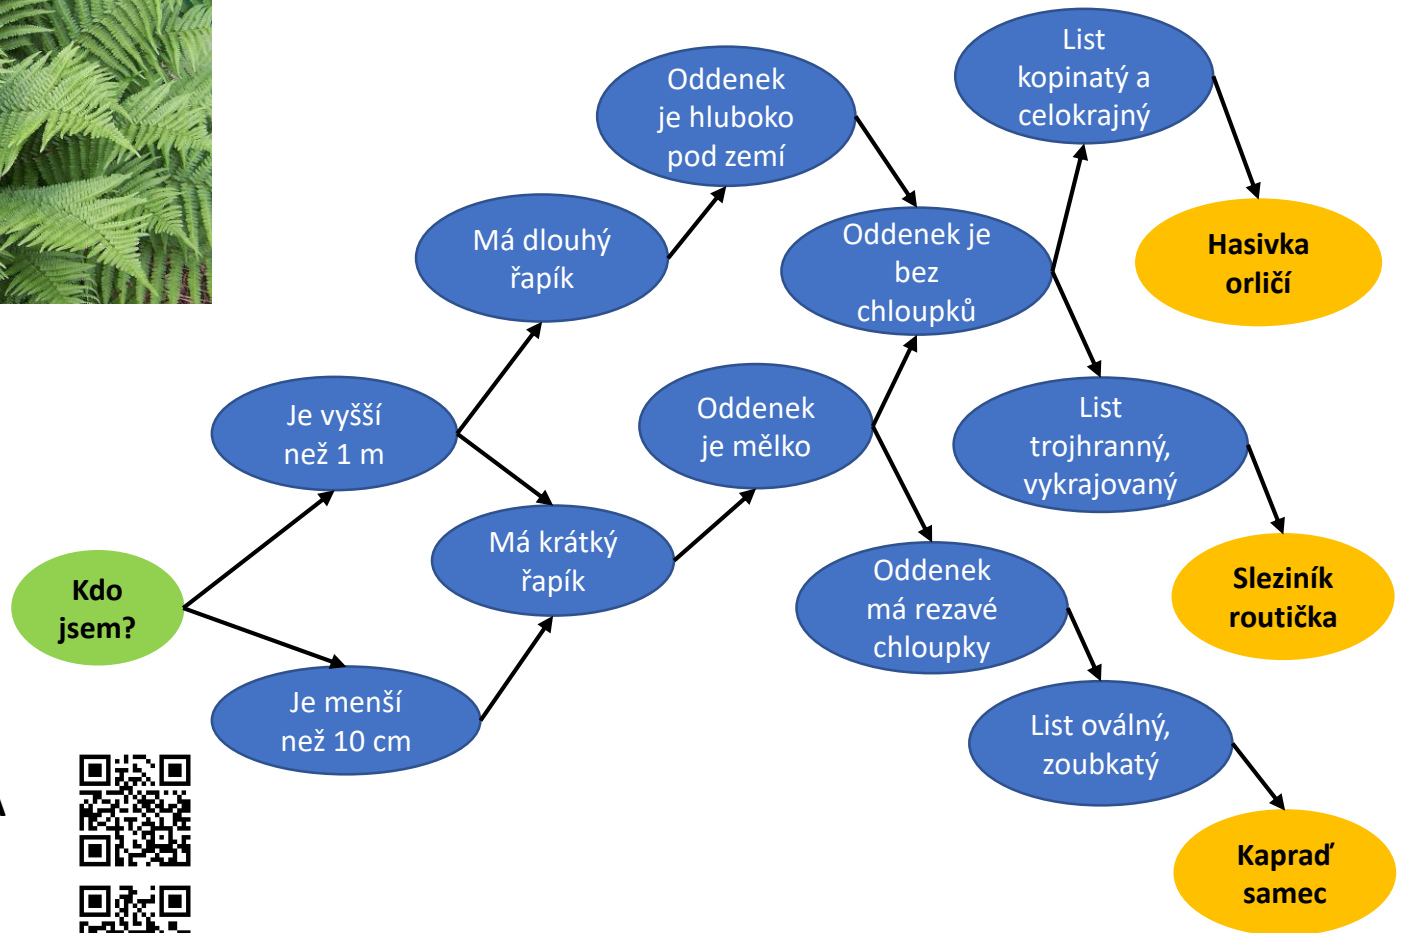 Kdo
jsem?
Je vyšší
než 1 m
Je menší
než 10 cm
Má dlouhý
řapík
Má krátký
řapík
Oddenek
je hluboko
pod zemí
Oddenek
je mělko
Oddenek je
bez
chloupků
Oddenek
má rezavé
chloupky
List
kopinatý a
celokrajný
List
trojhranný,
vykrajovaný
List oválný,
zoubkatý
Hasivka
orličí
Sleziník
routička
Kapraď
samec